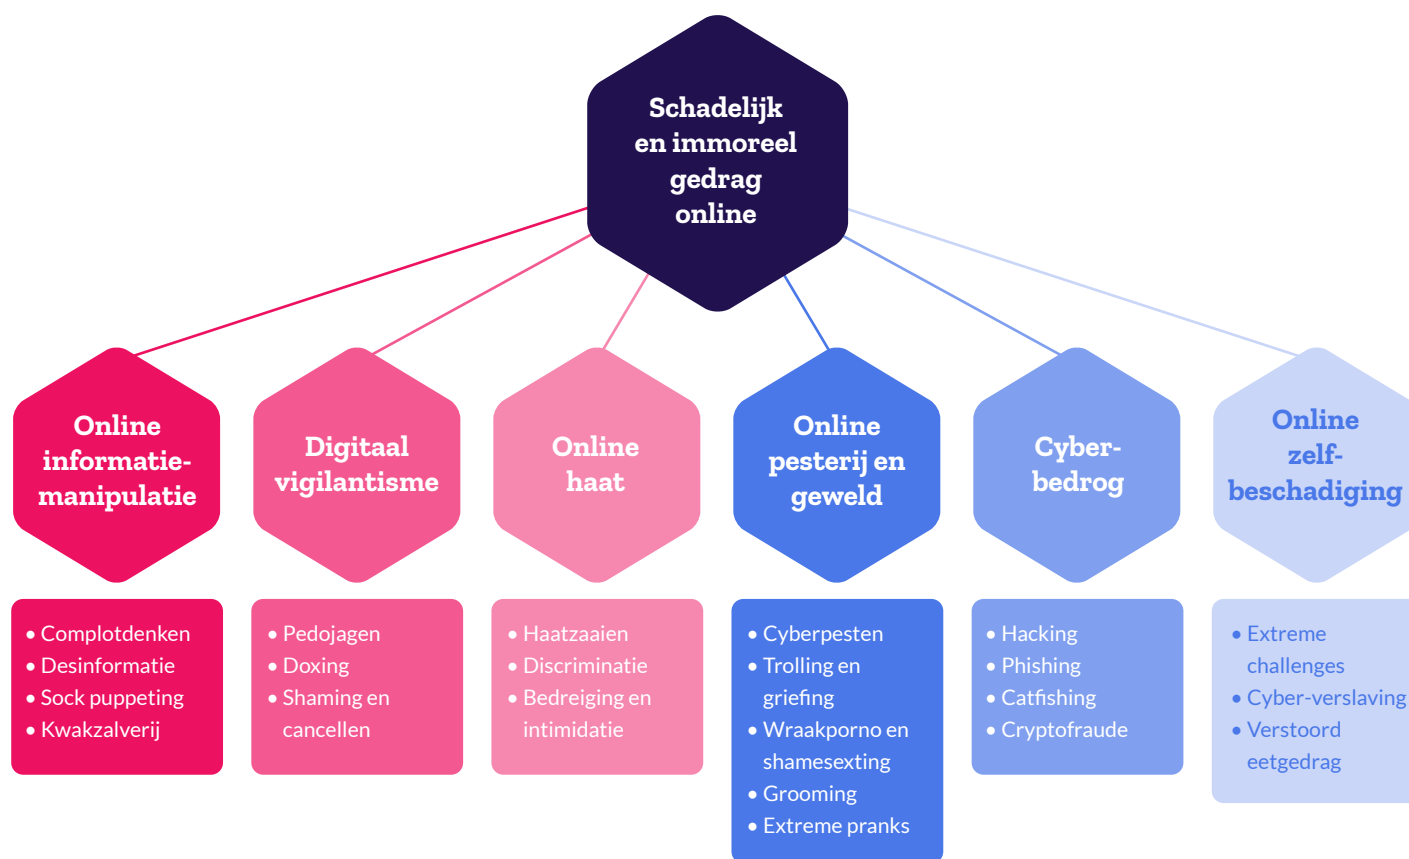 Schadelijk
en immoreel
gedrag
online
Online
informatie-
manipulatie
• Complotdenken
• Desinformatie
• Sock puppeting
• Kwakzalverij
Digitaal
vigilantisme
• Pedojagen
• Doxing
• Shaming en
cancellen
Online
haat
• Haatzaaien
• Discriminatie
• Bedreiging en
intimidatie
Online
pesterij en
geweld
• Cyberpesten
• Trolling en
griefing
• Wraakporno en
shamesexting
• Grooming
• Extreme pranks
Cyber-
bedrog
• Hacking
• Phishing
• Catfishing
• Cryptofraude
Online
zelf-
beschadiging
• Extreme
challenges
• Cyber-verslaving
• Verstoord
eetgedrag